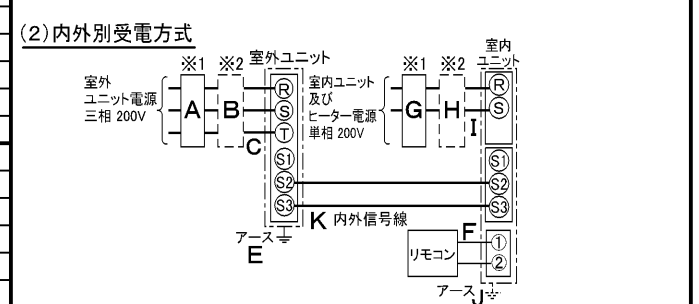 (2)内外別受電方式
※1 ※2
室外ユニット
室外
ユニット電源
三相 200V
A
B
C
R
S
T
S1
S2
S3
アース
E
※1 ※2
室内ユニット
及び
ヒーター電源
単相 200V
G
H
I
室内
ユニット
R
S
S1
S2
S3
K 内外信号線
リモコン
F
1
2
アース J